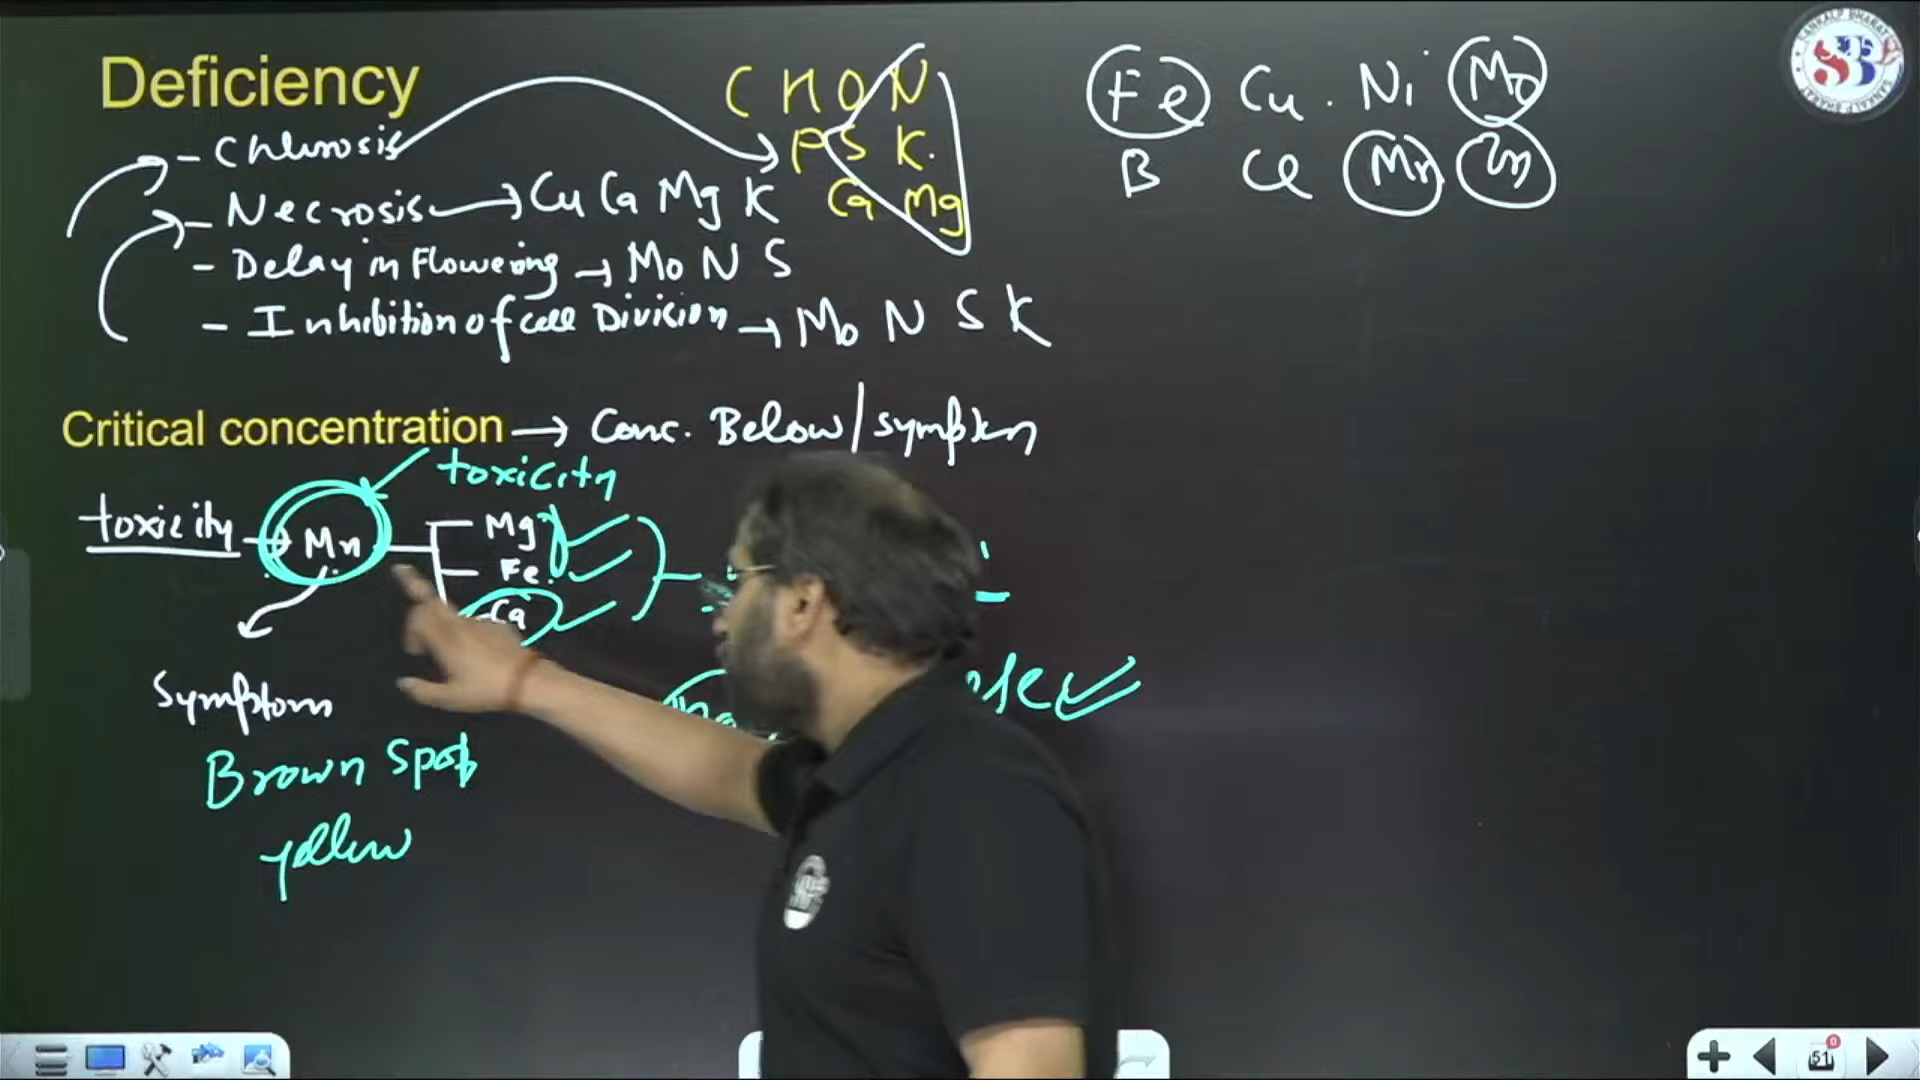 Deficiency
- Chlorosis
- Necrosis → Cu Ca Mg K
- Delay in Flowering → Mo N S
- Inhibition of cell Division → Mo N S K
C H O N
P S K.
Ca Mg
Fe Cu . Ni Mo
B Cl Mn Zn
Critical concentration → Conc. Below / symptom
toxicity
toxicity → Mn
Mg
Fe
Ca
Symptom
Brown Spot
yellow
51
0